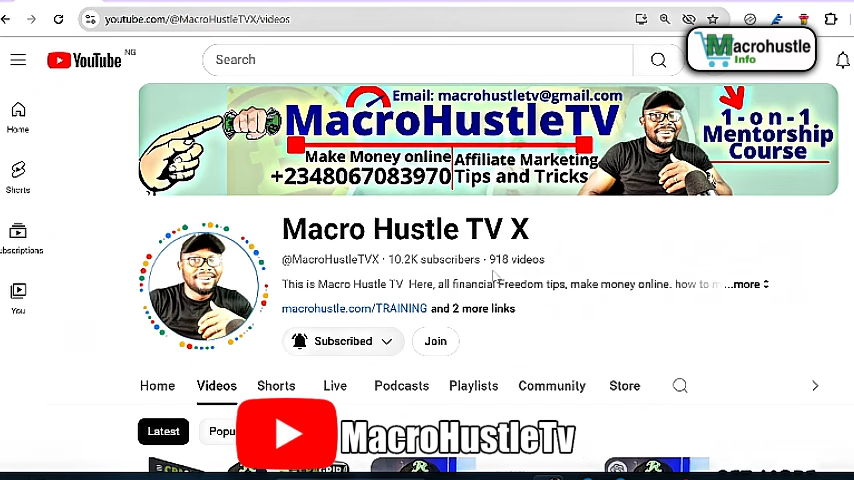 youtube.com/@MacroHustleTVX/videos
YouTube NG
Search
Macrohustle
Info
Email: macrohustletv@gmail.com
MacroHustleTV
Make Money online
+2348067083970
Affiliate Marketing
Tips and Tricks
1-on-1
Mentorship
Course
Home
Shorts
ubscriptions
You
Macro Hustle TV X
@MacroHustleTVX · 10.2K subscribers · 918 videos
This is Macro Hustle TV Here, all financial Freedom tips, make money online. how to m ...more
macrohustle.com/TRAINING and 2 more links
Subscribed
Join
Home Videos Shorts Live Podcasts Playlists Community Store
Latest
Popu
MacroHustleTv